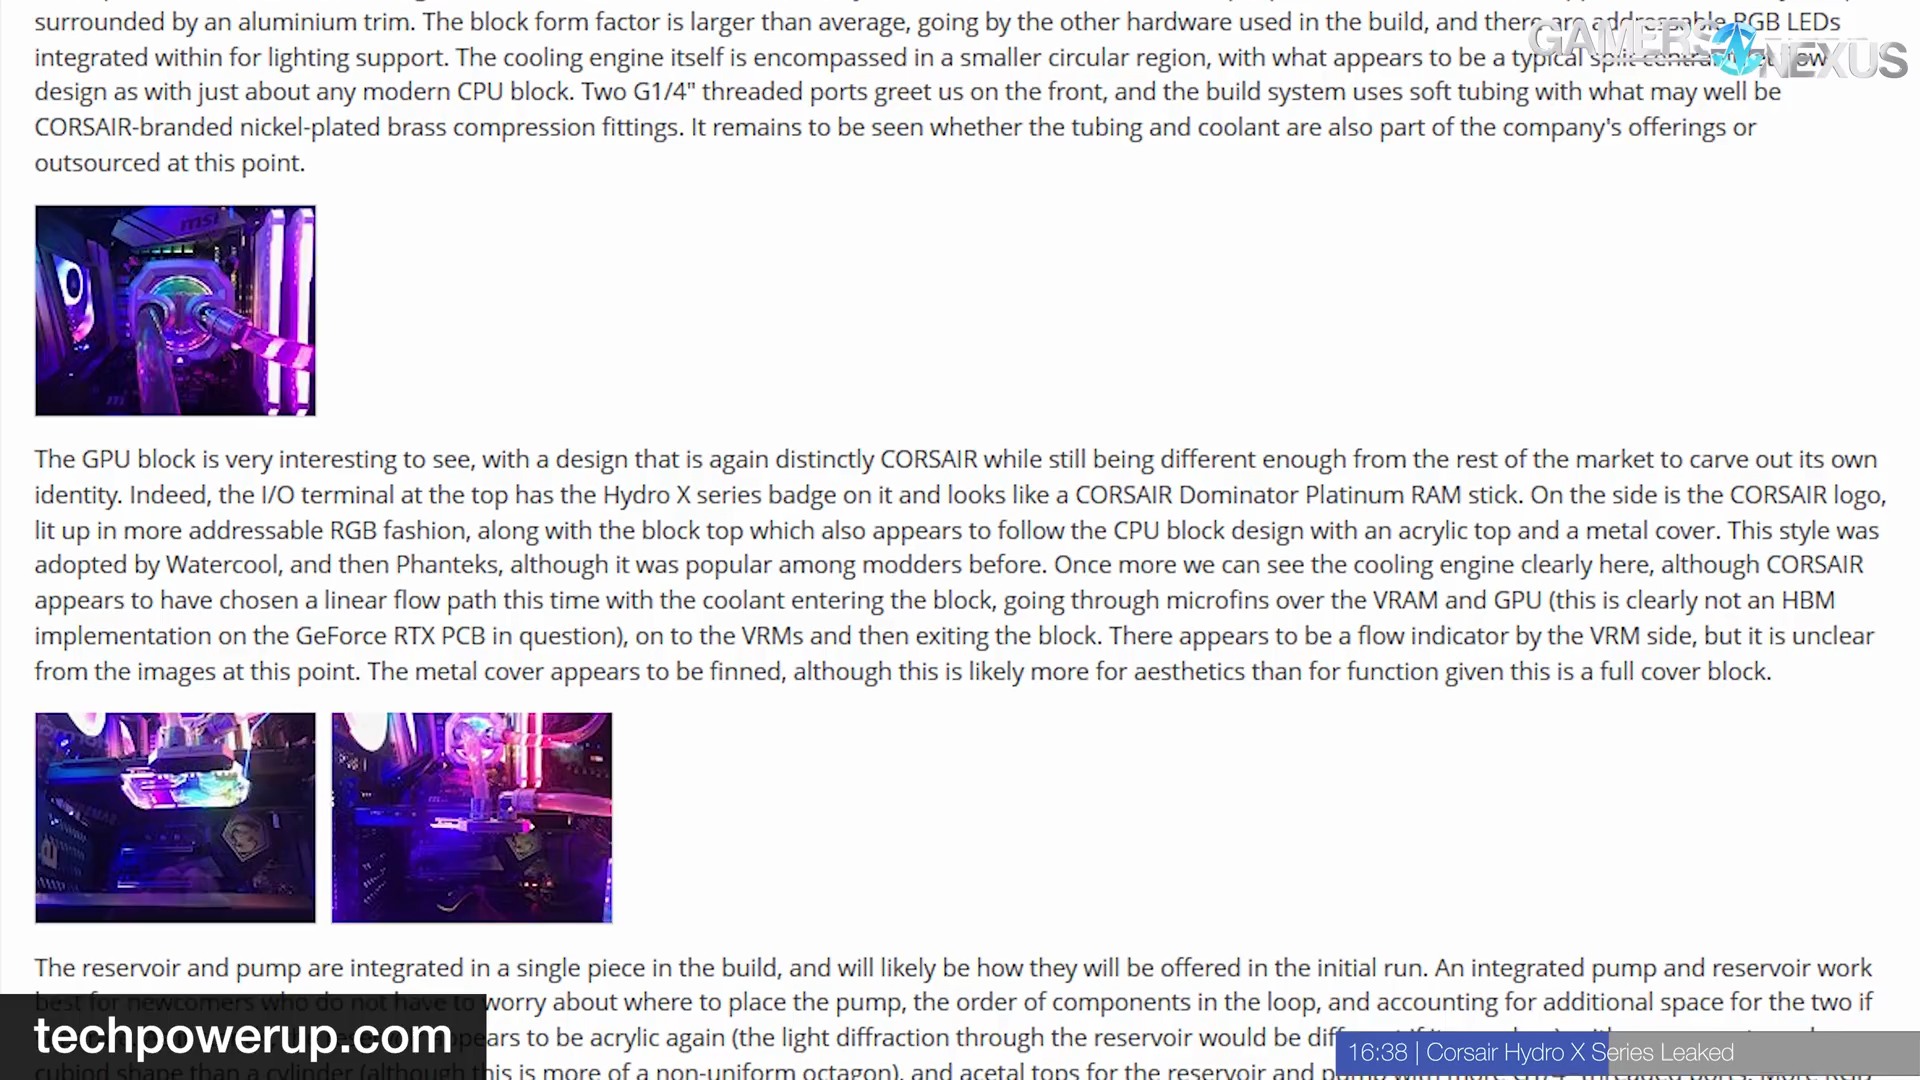 surrounded by an aluminium trim. The block form factor is larger than average, going by the other hardware used in the build, and there are addressable RGB LEDs
integrated within for lighting support. The cooling engine itself is encompassed in a smaller circular region, with what appears to be a typical split central
design as with just about any modern CPU block. Two G1/4" threaded ports greet us on the front, and the build system uses soft tubing with what may well be
CORSAIR-branded nickel-plated brass compression fittings. It remains to be seen whether the tubing and coolant are also part of the company's offerings or
outsourced at this point.
GAMERS NEXUS
msi
The GPU block is very interesting to see, with a design that is again distinctly CORSAIR while still being different enough from the rest of the market to carve out its own
identity. Indeed, the I/O terminal at the top has the Hydro X series badge on it and looks like a CORSAIR Dominator Platinum RAM stick. On the side is the CORSAIR logo,
lit up in more addressable RGB fashion, along with the block top which also appears to follow the CPU block design with an acrylic top and a metal cover. This style was
adopted by Watercool, and then Phanteks, although it was popular among modders before. Once more we can see the cooling engine clearly here, although CORSAIR
appears to have chosen a linear flow path this time with the coolant entering the block, going through microfins over the VRAM and GPU (this is clearly not an HBM
implementation on the GeForce RTX PCB in question), on to the VRMs and then exiting the block. There appears to be a flow indicator by the VRM side, but it is unclear
from the images at this point. The metal cover appears to be finned, although this is likely more for aesthetics than for function given this is a full cover block.
The reservoir and pump are integrated in a single piece in the build, and will likely be how they will be offered in the initial run. An integrated pump and reservoir work
best for newcomers who do not have to worry about where to place the pump, the order of components in the loop, and accounting for additional space for the two if
appears to be acrylic again (the light diffraction through the reservoir would be
cuboid shape than a cylinder (although this is more of a non-uniform octagon), and acetal tops for the reservoir and pump with more
techpowerup.com
16:38 | Corsair Hydro X Series Leaked